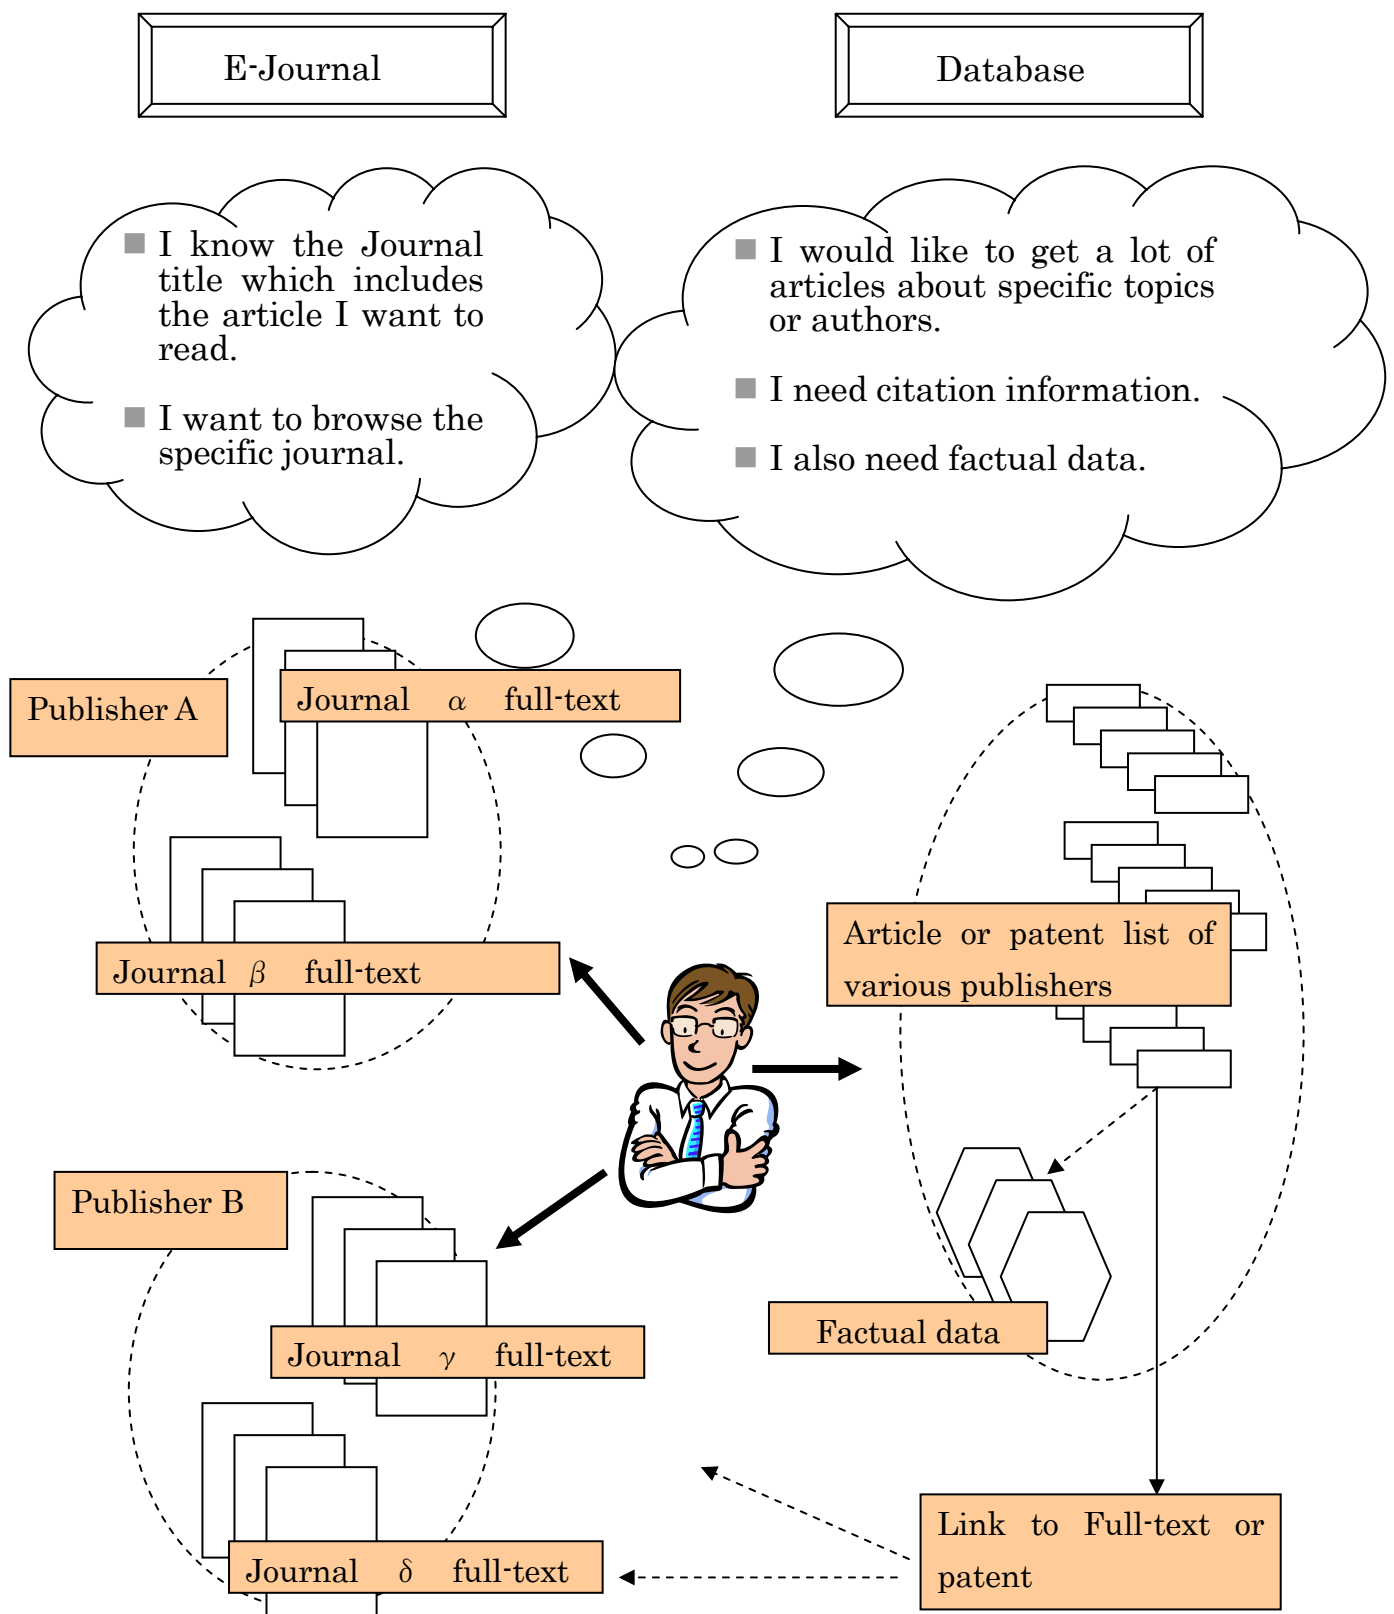 E-Journal
Database
■ I know the Journal
title which includes
the article I want to
read.
■ I want to browse the
specific journal.
■ I would like to get a lot of
articles about specific topics
or authors.
■ I need citation information.
■ I also need factual data.
Publisher A
Journal α full-text
Journal β full-text
Article or patent list of
various publishers
Publisher B
Journal γ full-text
Factual data
Journal δ full-text
Link to Full-text or
patent